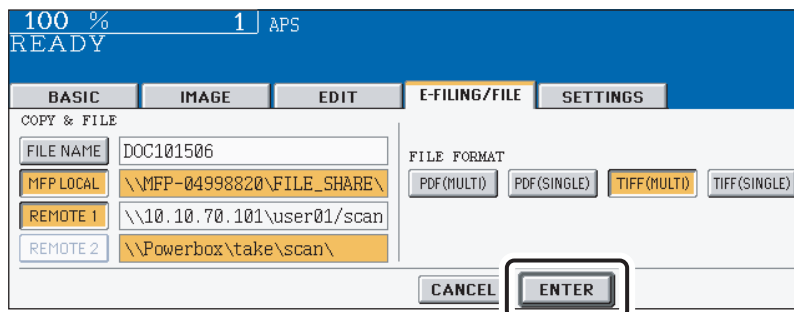 100 % 1 APS
READY
BASIC IMAGE EDIT E-FILING/FILE SETTINGS
COPY & FILE
FILE NAME DOC101506
FILE FORMAT
MFP LOCAL \\MFP-04998820\FILE_SHARE\
PDF(MULTI) PDF(SINGLE) TIFF(MULTI) TIFF(SINGLE)
REMOTE 1 \\10.10.70.101\user01/scan
REMOTE 2 \\Powerbox\take\scan\
CANCEL ENTER